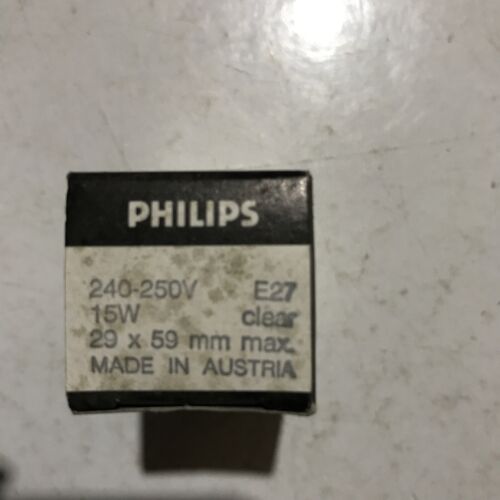 PHILIPS
240-250V E27
15W clear
29 x 59 mm max.
MADE IN AUSTRIA